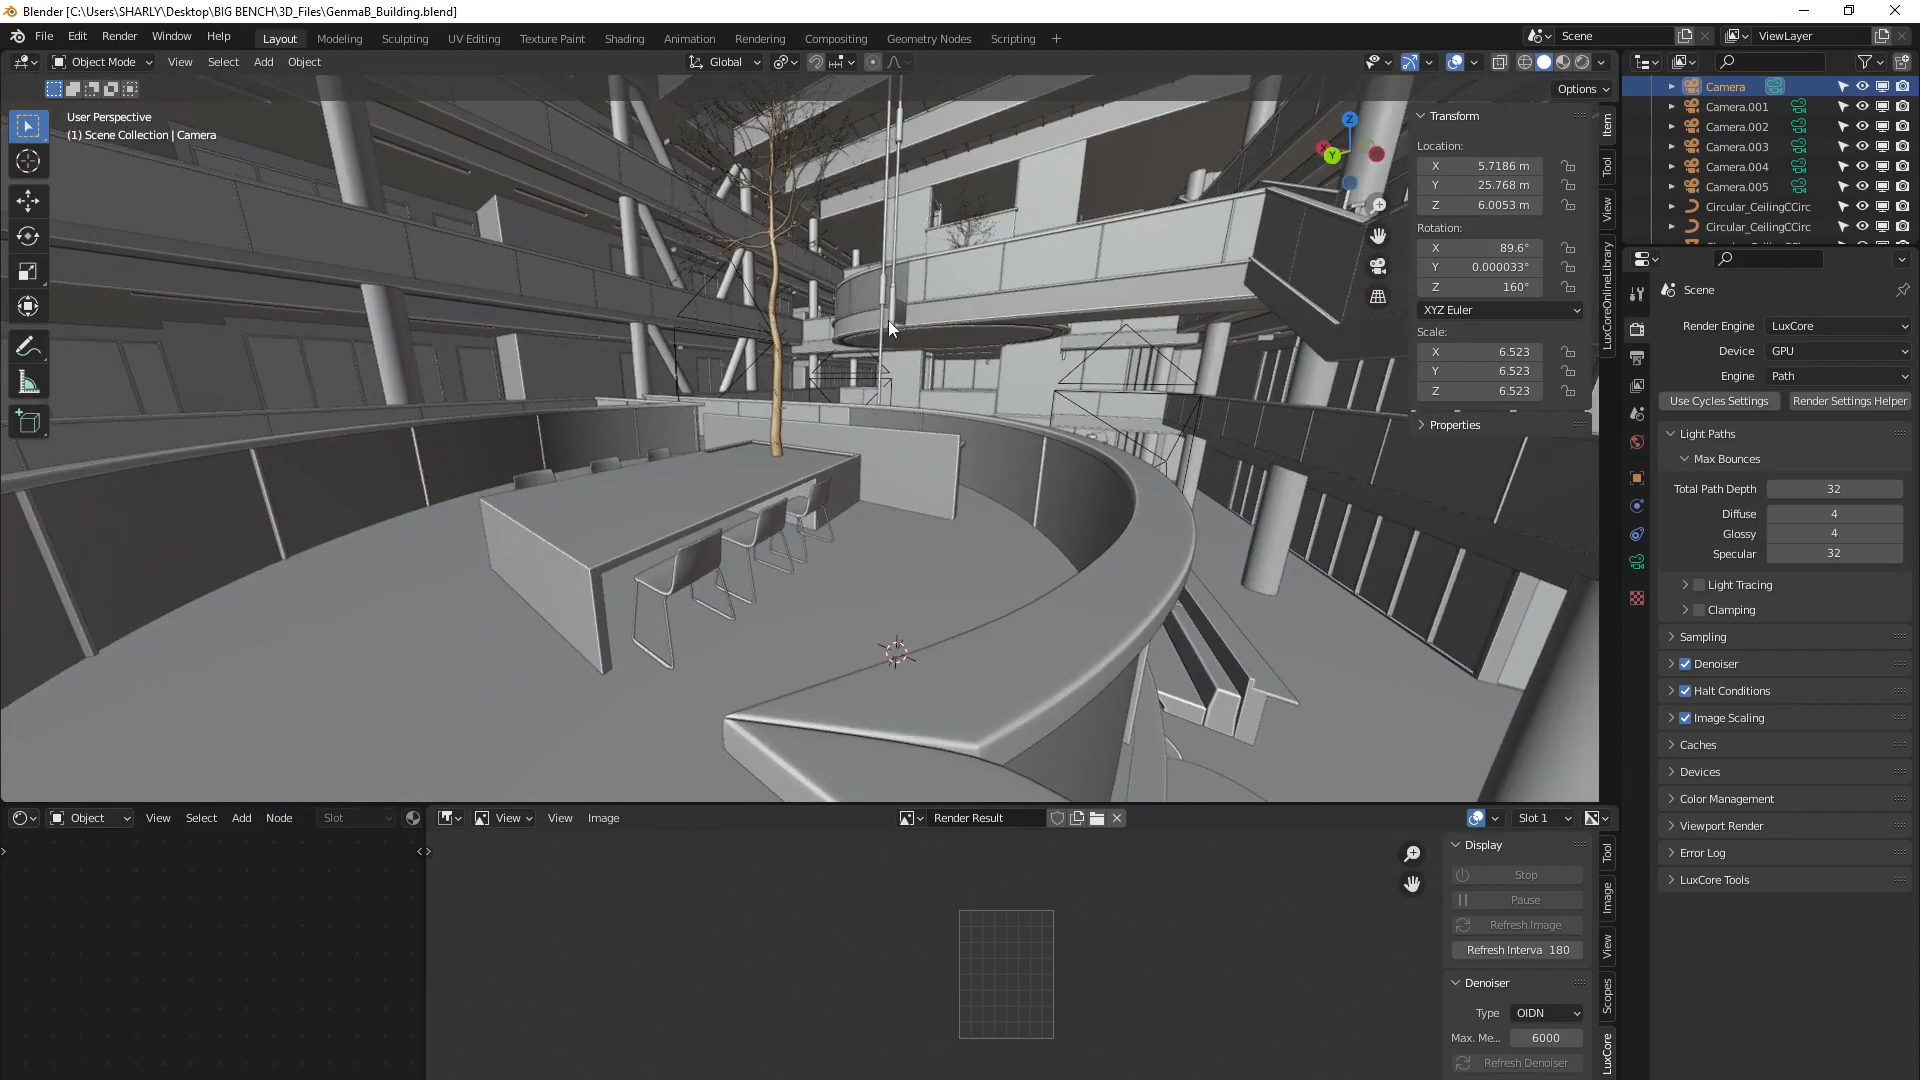 Blender [C:\Users\SHARLY\Desktop\BIG BENCH\3D_Files\GenmaB_Building.blend]
File Edit Render Window Help Layout Modeling Sculpting UV Editing Texture Paint Shading Animation Rendering Compositing Geometry Nodes Scripting + Scene ViewLayer
Object Mode View Select Add Object Global
Options
User Perspective
(1) Scene Collection | Camera
Z
X
Y
Transform
Location:
X 5.7186 m
Y 25.768 m
Z 6.0053 m
Rotation:
X 89.6°
Y 0.000033°
Z 160°
XYZ Euler
Scale:
X 6.523
Y 6.523
Z 6.523
Properties
Item
Tool
View
LuxCoreOnlineLibrary
Camera
Camera.001
Camera.002
Camera.003
Camera.004
Camera.005
Circular_CeilingCCirc
Circular_CeilingCCirc
Scene
Render Engine LuxCore
Device GPU
Engine Path
Use Cycles Settings Render Settings Helper
Light Paths
Max Bounces
Total Path Depth 32
Diffuse 4
Glossy 4
Specular 32
Light Tracing
Clamping
Sampling
Denoiser
Halt Conditions
Image Scaling
Caches
Devices
Color Management
Viewport Render
Error Log
LuxCore Tools
Object View Select Add Node Slot
View View Image Render Result Slot 1
Display
Stop
Pause
Refresh Image
Refresh Interva 180
Denoiser
Type OIDN
Max. Me... 6000
Refresh Denoiser
Tool
Image
View
Scopes
LuxCore